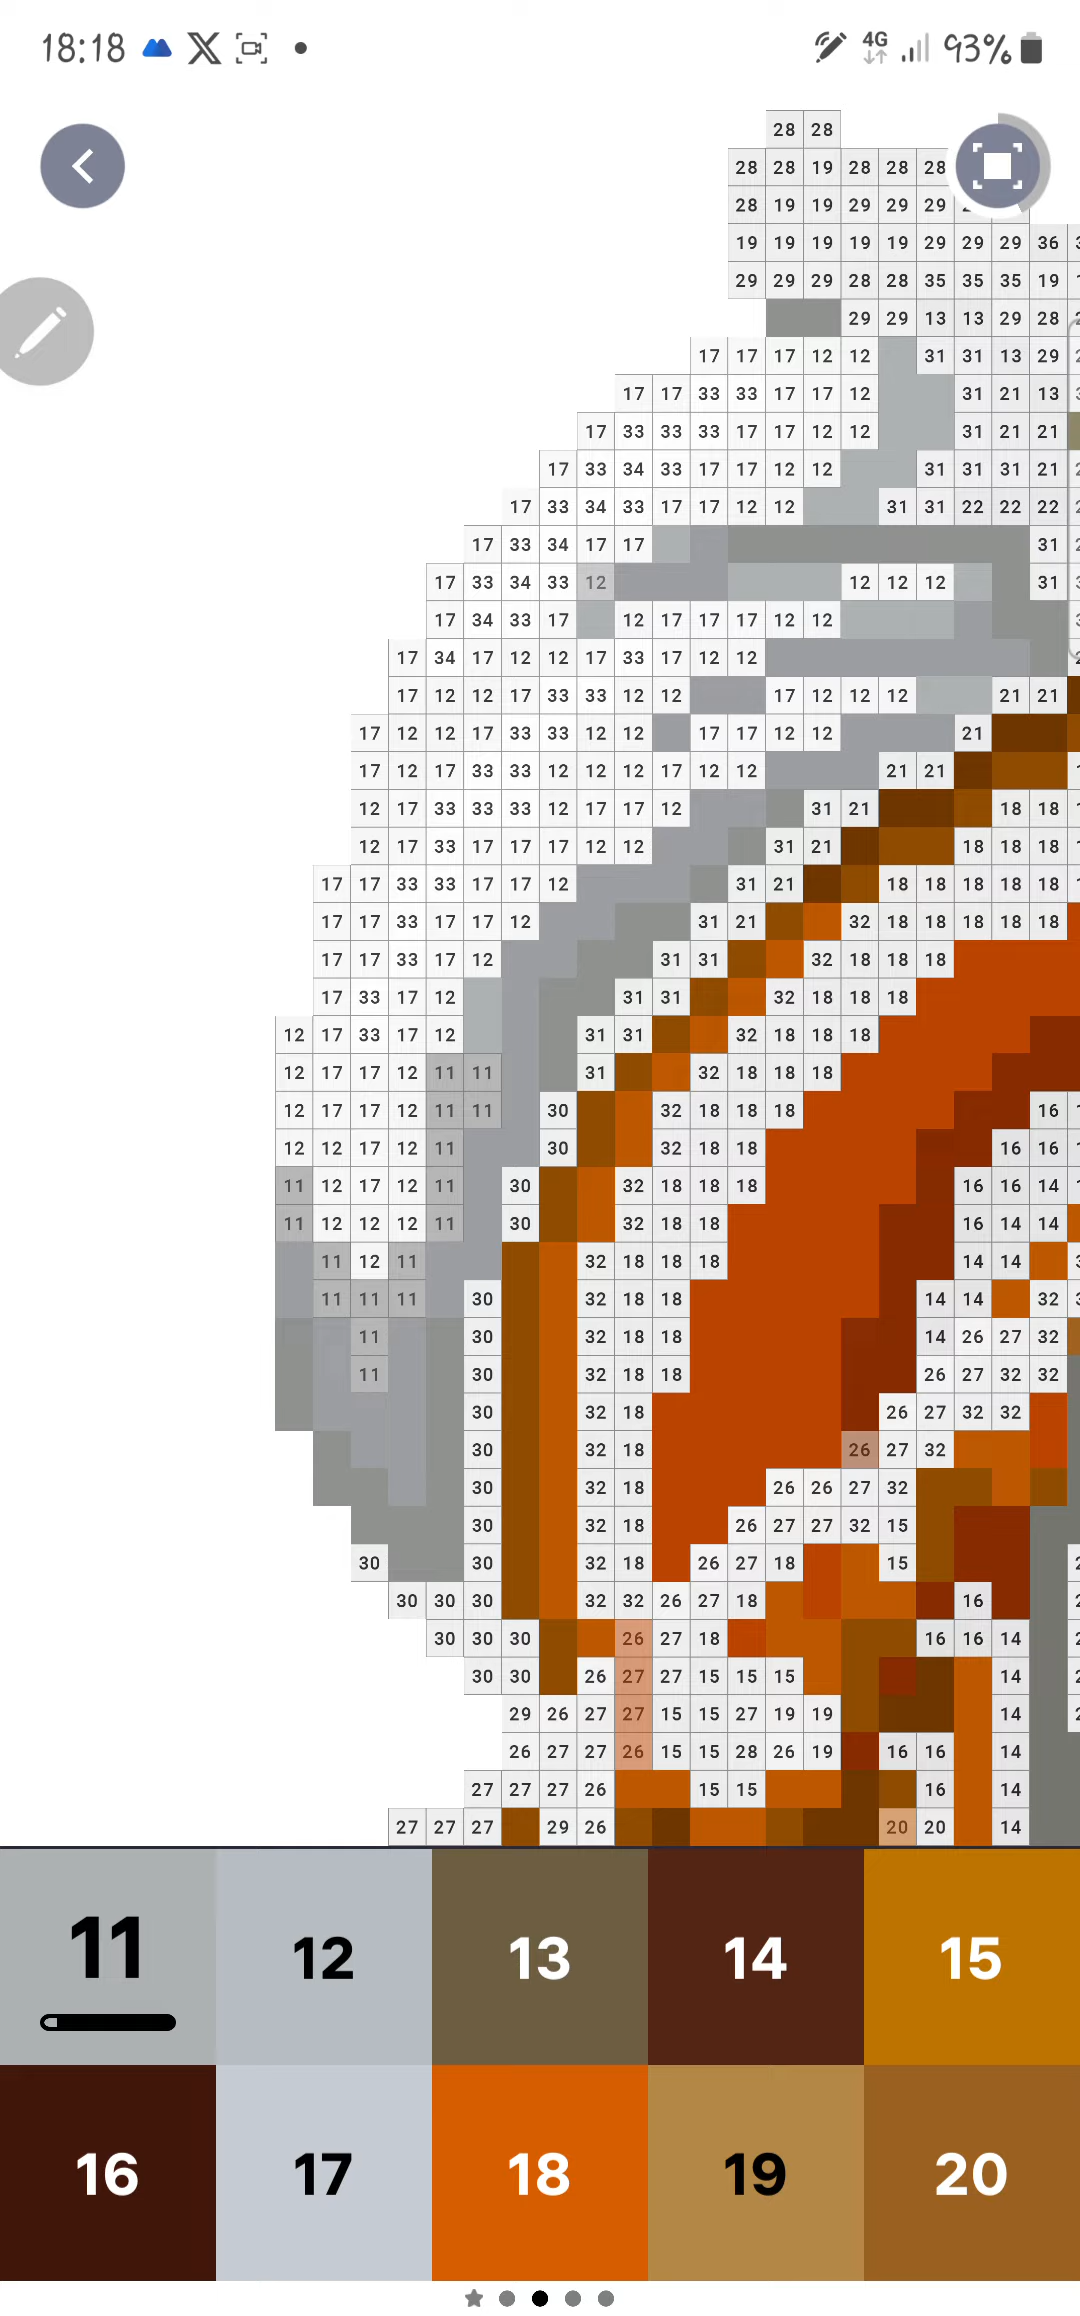 18:18 4G 93%
28 28
28 28 19 28 28 28
28 19 19 29 29 29
19 19 19 19 19 29 29 29 36
29 29 29 28 28 35 35 35 19
29 29 13 13 29 28
17 17 17 12 12 31 31 13 29
17 17 33 33 17 17 12 31 21 13
17 33 33 33 17 17 12 12 31 21 21
17 33 34 33 17 17 12 12 31 31 31 21
17 33 34 33 17 17 12 12 31 31 22 22 22
17 33 34 17 17 31
17 33 34 33 12 12 12 12 31
17 34 33 17 12 17 17 17 12 12
17 34 17 12 12 17 33 17 12 12
17 12 12 17 33 33 12 12 17 12 12 12 21 21
17 12 12 17 33 33 12 12 17 17 12 12 21
17 12 17 33 33 12 12 12 17 12 12 21 21
12 17 33 33 33 12 17 17 12 31 21 18 18
12 17 33 17 17 17 12 12 31 21 18 18 18
17 17 33 33 17 17 12 31 21 18 18 18 18 18
17 17 33 17 17 12 31 21 32 18 18 18 18 18
17 17 33 17 12 31 31 32 18 18 18
17 33 17 12 31 31 32 18 18 18
12 17 33 17 12 31 31 32 18 18 18
12 17 17 12 11 11 31 32 18 18 18
12 17 17 12 11 11 30 32 18 18 18 16
12 12 17 12 11 30 32 18 18 16 16
11 12 17 12 11 30 32 18 18 18 16 16 14
11 12 12 12 11 30 32 18 18 16 14 14
11 12 11 32 18 18 18 14 14
11 11 11 30 32 18 18 14 14 32
11 30 32 18 18 14 26 27 32
11 30 32 18 18 26 27 32 32
30 32 18 26 27 32 32
30 32 18 26 27 32
30 32 18 26 26 27 32
30 32 18 26 27 27 32 15
30 30 32 18 26 27 18 15
30 30 30 32 32 26 27 18 16
30 30 30 26 27 18 16 16 14
30 30 26 27 27 15 15 15 14
29 26 27 27 15 15 27 19 19 14
26 27 27 26 15 15 28 26 19 16 16 14
27 27 27 26 15 15 16 14
27 27 27 29 26 20 20 14
11 12 13 14 15
16 17 18 19 20